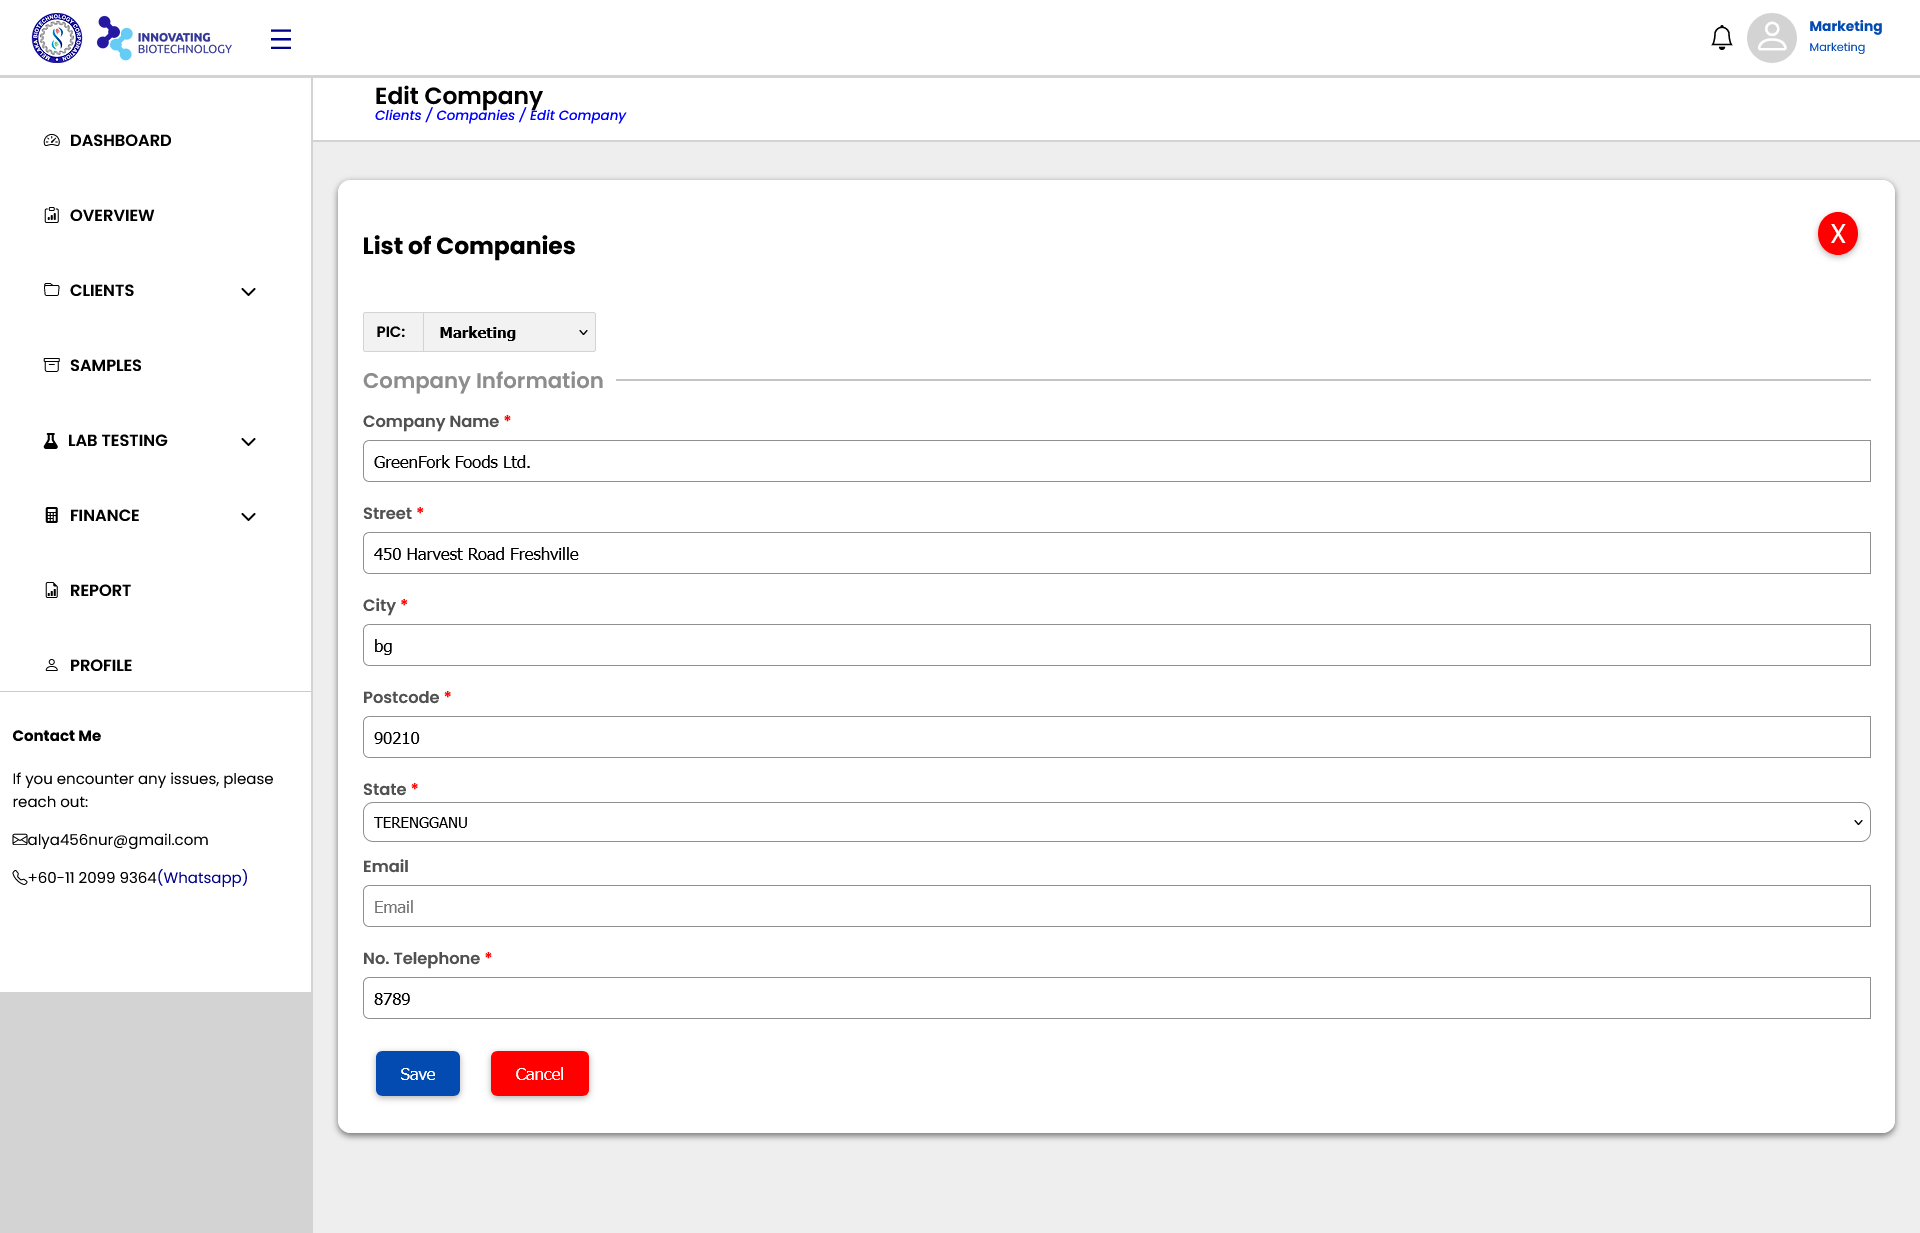 INNOVATING
BIOTECHNOLOGY
Marketing
Marketing
Edit Company
Clients / Companies / Edit Company
DASHBOARD
OVERVIEW
CLIENTS
SAMPLES
LAB TESTING
FINANCE
REPORT
PROFILE
Contact Me
If you encounter any issues, please
reach out:
alya456nur@gmail.com
+60-11 2099 9364(Whatsapp)
List of Companies
X
PIC:
Marketing
Company Information
Company Name *
GreenFork Foods Ltd.
Street *
450 Harvest Road Freshville
City *
bg
Postcode *
90210
State *
TERENGGANU
Email
Email
No. Telephone *
8789
Save
Cancel